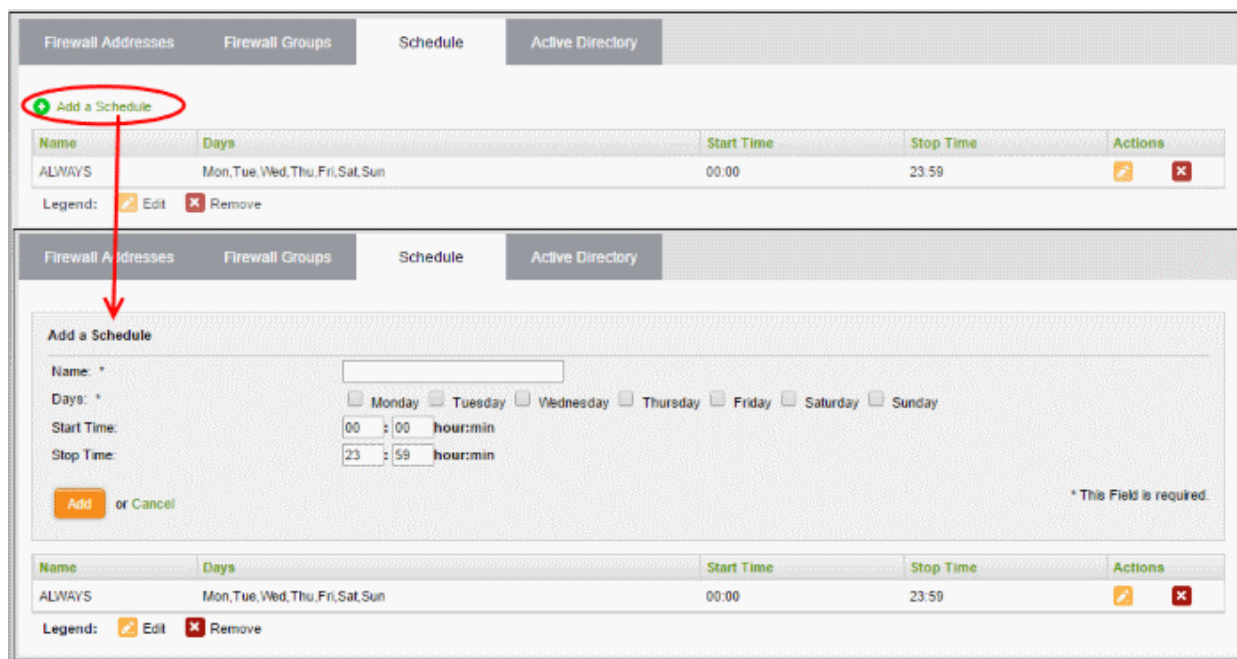 Firewall Addresses Firewall Groups Schedule Active Directory
Add a Schedule
Name Days Start Time Stop Time Actions
ALWAYS Mon,Tue,Wed,Thu,Fri,Sat,Sun 00:00 23:59
Legend: Edit Remove
Firewall Addresses Firewall Groups Schedule Active Directory
Add a Schedule
Name: *
Days: * Monday Tuesday Wednesday Thursday Friday Saturday Sunday
Start Time: 00 : 00 hour:min
Stop Time: 23 : 59 hour:min
Add or Cancel * This Field is required.
Name Days Start Time Stop Time Actions
ALWAYS Mon,Tue,Wed,Thu,Fri,Sat,Sun 00:00 23:59
Legend: Edit Remove